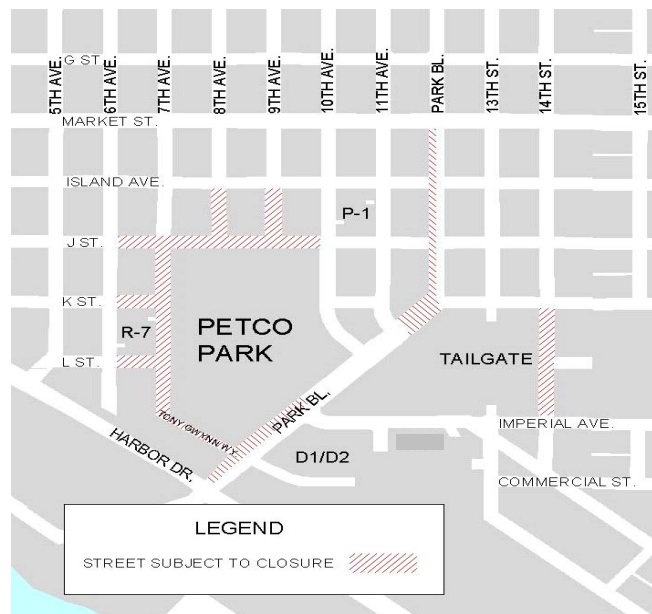 5TH AVE.
6TH AVE.
7TH AVE.
8TH AVE.
9TH AVE.
10TH AVE.
11TH AVE.
PARK BL.
13TH ST.
14TH ST.
15TH ST.
G ST.
MARKET ST.
ISLAND AVE.
P-1
J ST.
K ST.
R-7
PETCO
PARK
L ST.
TAILGATE
TONY GWYNN WY.
PARK BL.
IMPERIAL AVE.
HARBOR DR.
D1/D2
COMMERCIAL ST.
LEGEND
STREET SUBJECT TO CLOSURE